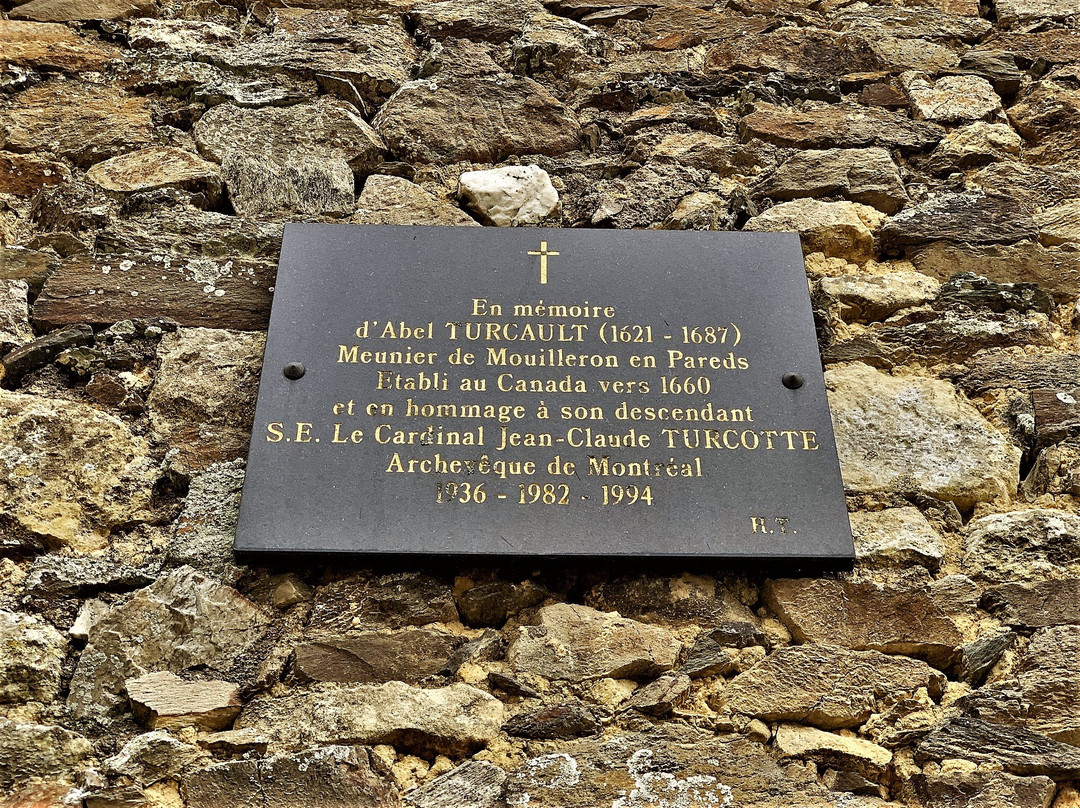 En mémoire
d'Abel TURCAULT (1621 - 1687)
Meunier de Mouilleron en Pareds
Etabli au Canada vers 1660
et en hommage à son descendant
S.E. Le Cardinal Jean-Claude TURCOTTE
Archevêque de Montréal
1936 - 1982 - 1994
H.T.